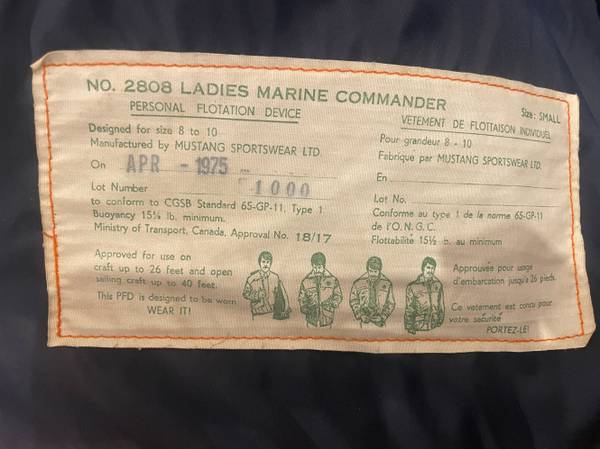 NO. 2808 LADIES MARINE COMMANDER
PERSONAL FLOTATION DEVICE
Designed for size 8 to 10
Manufactured by MUSTANG SPORTSWEAR LTD.
On APR - 1975
Lot Number 1000
to conform to CGSB Standard 65-GP-11, Type 1
Buoyancy 15½ lb. minimum.
Ministry of Transport, Canada, Approval No. 18/17
Approved for use on
craft up to 26 feet and open
sailing craft up to 40 feet.
This PFD is designed to be worn
WEAR IT!
Size: SMALL
VETEMENT DE FLOTTAISON INDIVIDUEL
Pour grandeur 8 - 10
Fabrique par MUSTANG SPORTSWEAR LTD.
En
Lot No.
Conforme au type 1 de la norme 65-GP-11
de l'O.N.G.C.
Flottabilité 15½ au minimum
Approuvée pour usage
d'embarcation jusqu'à 26 pieds.
Ce vetement est concu pour
votre sécurité
PORTEZ-LE!